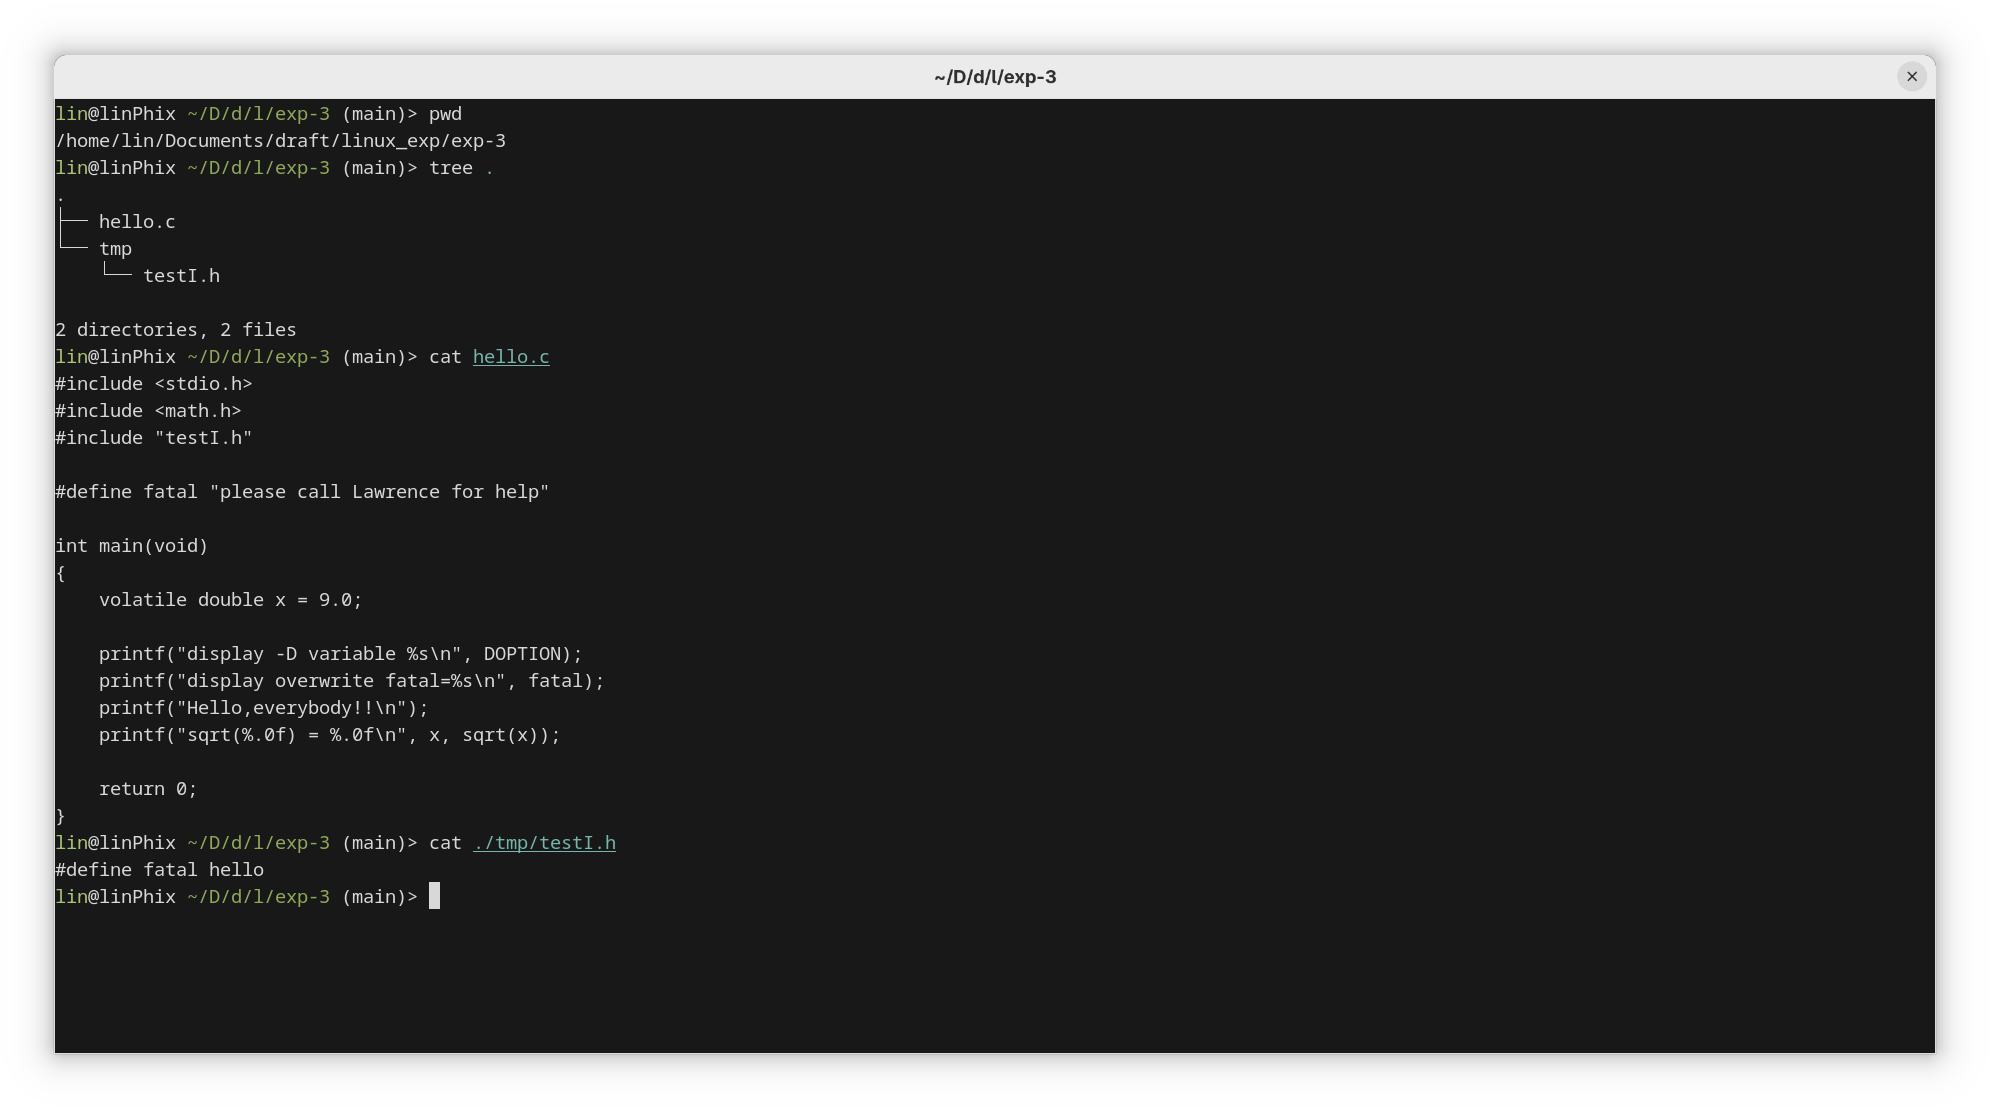 ~/D/d/l/exp-3
lin@linPhix ~/D/d/l/exp-3 (main)> pwd
/home/lin/Documents/draft/linux_exp/exp-3
lin@linPhix ~/D/d/l/exp-3 (main)> tree .
.
├── hello.c
└── tmp
    └── testI.h

2 directories, 2 files
lin@linPhix ~/D/d/l/exp-3 (main)> cat hello.c
#include <stdio.h>
#include <math.h>
#include "testI.h"

#define fatal "please call Lawrence for help"

int main(void)
{
    volatile double x = 9.0;

    printf("display -D variable %s\n", DOPTION);
    printf("display overwrite fatal=%s\n", fatal);
    printf("Hello,everybody!!\n");
    printf("sqrt(%.0f) = %.0f\n", x, sqrt(x));

    return 0;
}
lin@linPhix ~/D/d/l/exp-3 (main)> cat ./tmp/testI.h
#define fatal hello
lin@linPhix ~/D/d/l/exp-3 (main)>